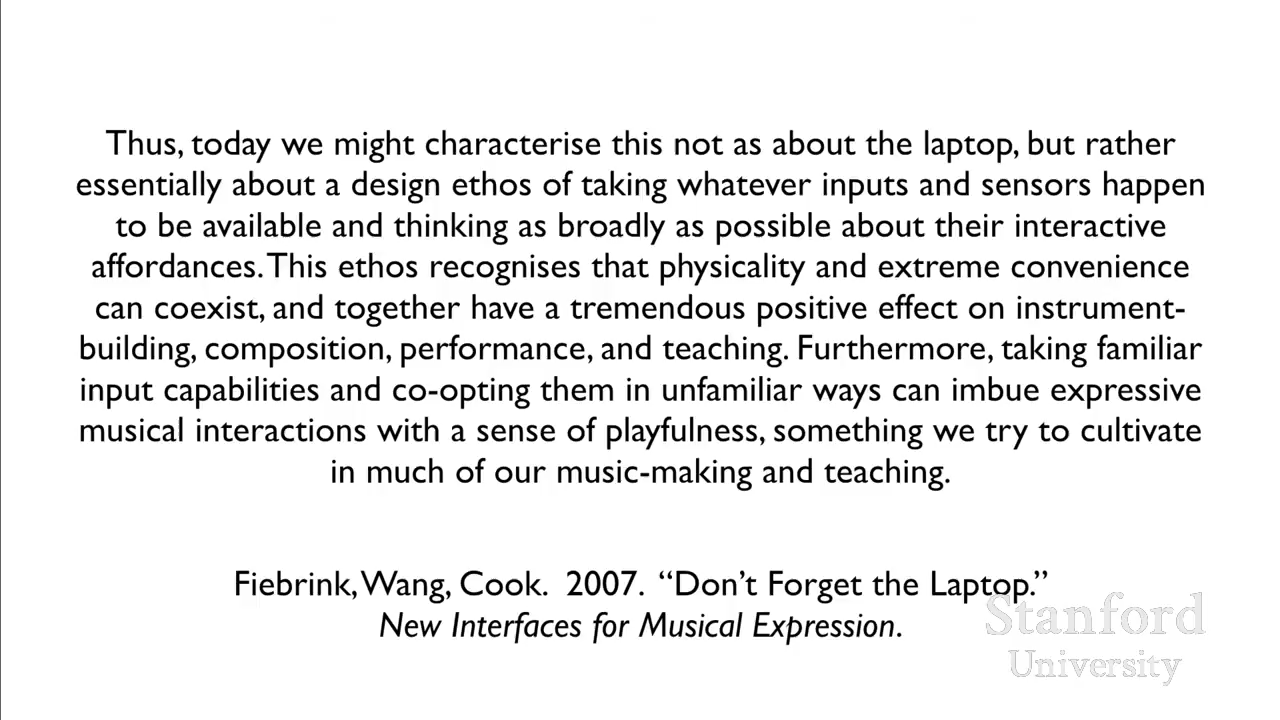 Thus, today we might characterise this not as about the laptop, but rather
essentially about a design ethos of taking whatever inputs and sensors happen
to be available and thinking as broadly as possible about their interactive
affordances. This ethos recognises that physicality and extreme convenience
can coexist, and together have a tremendous positive effect on instrument-
building, composition, performance, and teaching. Furthermore, taking familiar
input capabilities and co-opting them in unfamiliar ways can imbue expressive
musical interactions with a sense of playfulness, something we try to cultivate
in much of our music-making and teaching.
Fiebrink, Wang, Cook. 2007. “Don’t Forget the Laptop.”
New Interfaces for Musical Expression.
Stanford
University